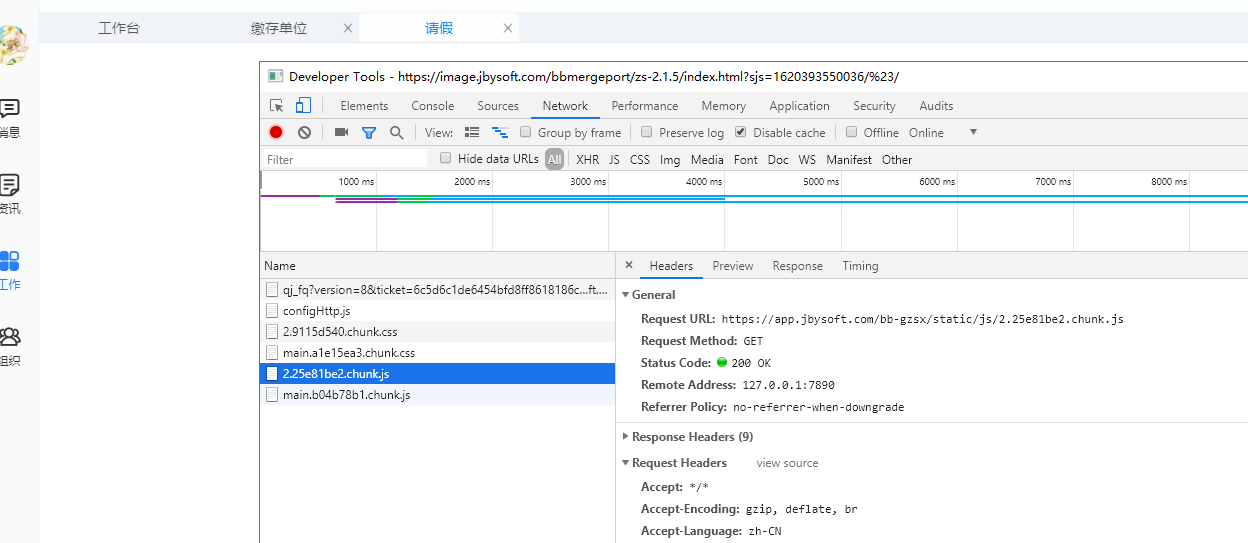 工作台 缴存单位 请假
Developer Tools - https://image.jbysoft.com/bbmergeport/zs-2.1.5/index.html?sjs=1620393550036/%23/
Elements Console Sources Network Performance Memory Application Security Audits
View: Group by frame Preserve log Disable cache Offline Online
Filter Hide data URLs All XHR JS CSS Img Media Font Doc WS Manifest Other
1000 ms 2000 ms 3000 ms 4000 ms 5000 ms 6000 ms 7000 ms 8000 ms
消息
资讯
工作
组织
Name
qj_fq?version=8&ticket=6c5d6c1de6454bfd8ff8618186c...ft....
configHttp.js
2.9115d540.chunk.css
main.a1e15ea3.chunk.css
2.25e81be2.chunk.js
main.b04b78b1.chunk.js
Headers Preview Response Timing
General
Request URL: https://app.jbysoft.com/bb-gzsx/static/js/2.25e81be2.chunk.js
Request Method: GET
Status Code: 200 OK
Remote Address: 127.0.0.1:7890
Referrer Policy: no-referrer-when-downgrade
Response Headers (9)
Request Headers view source
Accept: */*
Accept-Encoding: gzip, deflate, br
Accept-Language: zh-CN